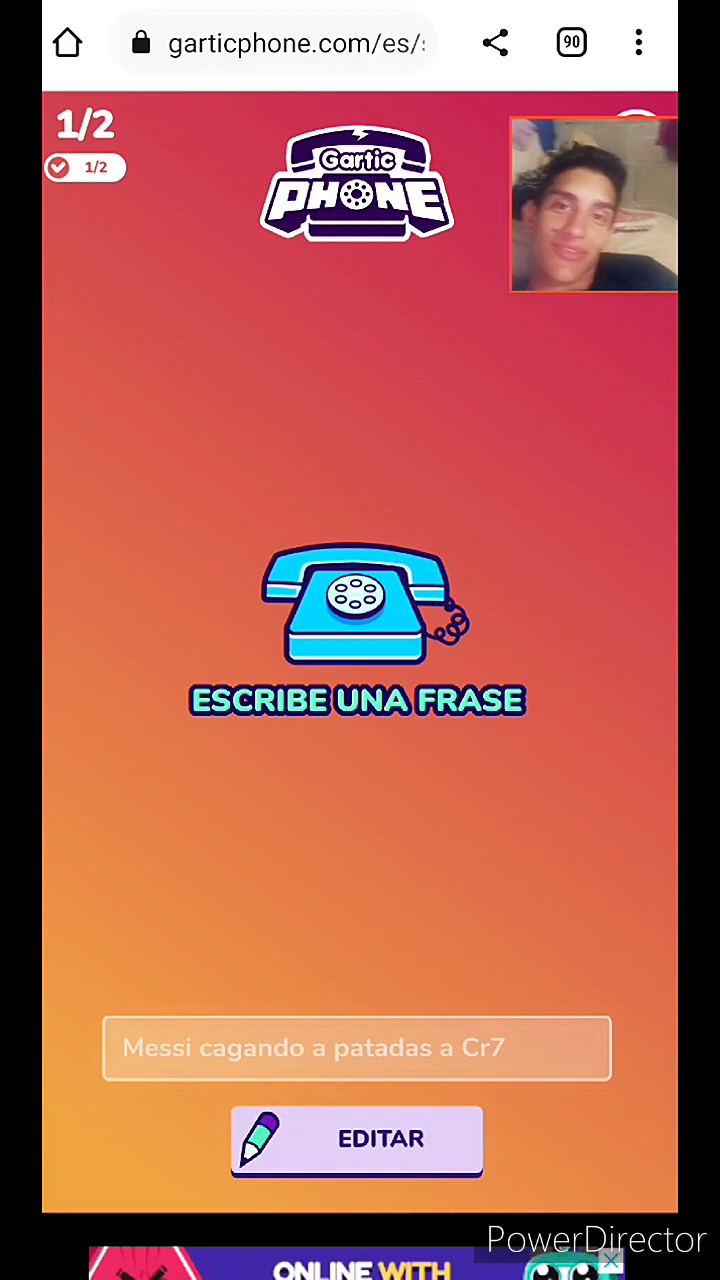 garticphone.com/es/
90
1/2
1/2
Gartic
PHONE
ESCRIBE UNA FRASE
Messi cagando a patadas a Cr7
EDITAR
PowerDirector
ONLINE WITH